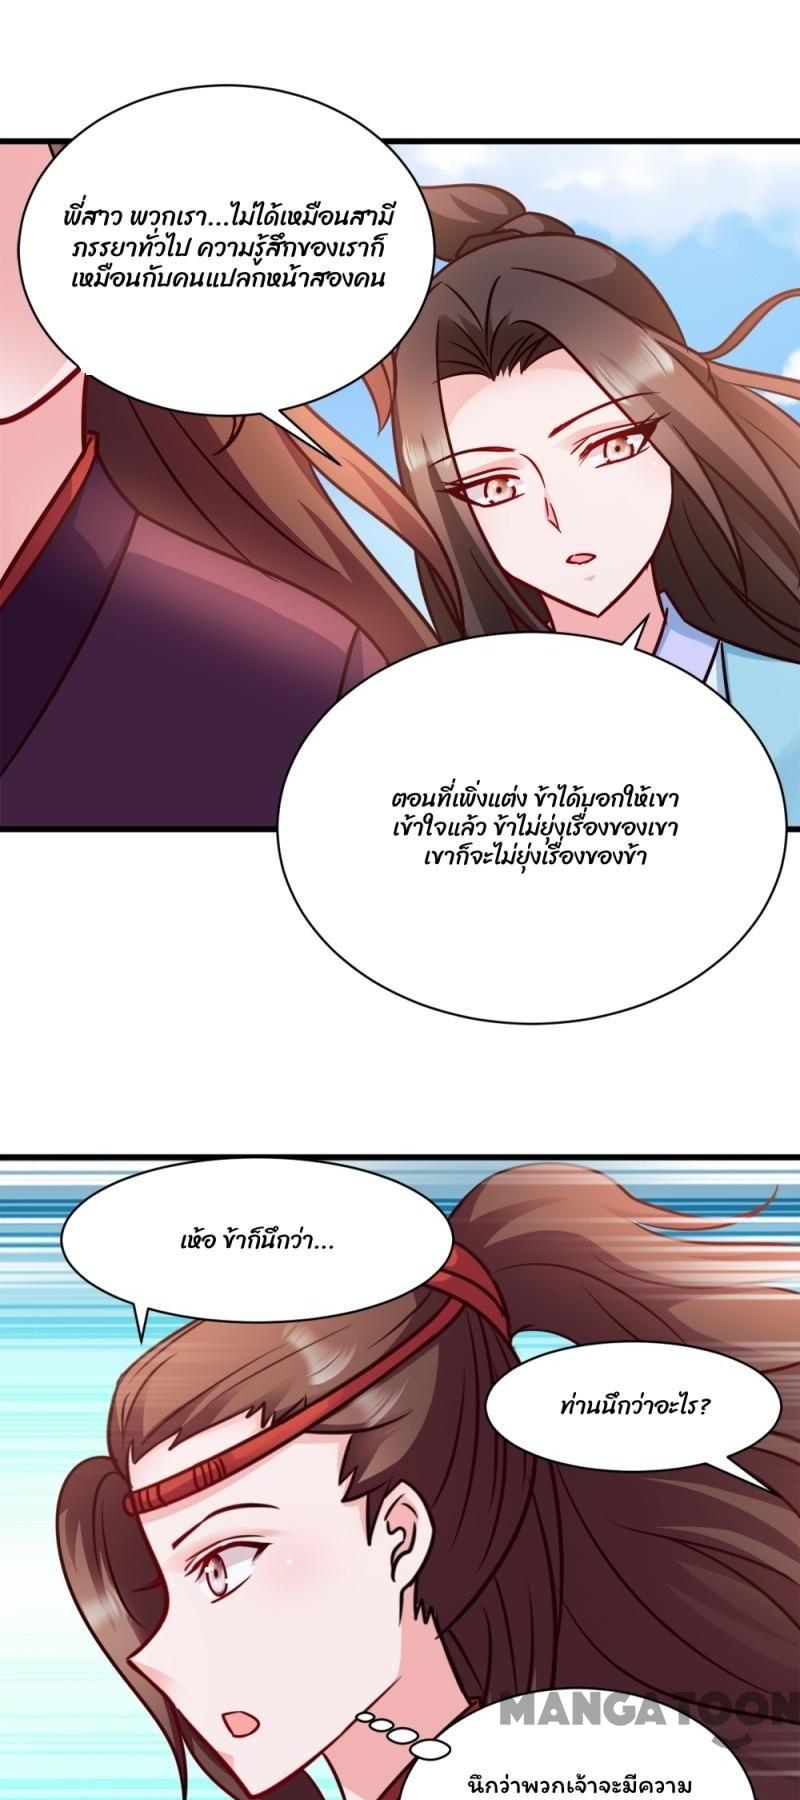 พี่สาว พวกเรา...ไม่ได้เหมือนสามี
ภรรยาทั่วไป ความรู้สึกของเราก็
เหมือนกับคนแปลกหน้าสองคน
ตอนที่เพิ่งแต่ง ข้าได้บอกให้เขา
เข้าใจแล้ว ข้าไม่ยุ่งเรื่องของเขา
เขาก็จะไม่ยุ่งเรื่องของข้า
เห้อ ข้าก็นึกว่า...
ท่านนึกว่าอะไร?
MANGATOON
นึกว่าพวกเจ้าจะมีความ